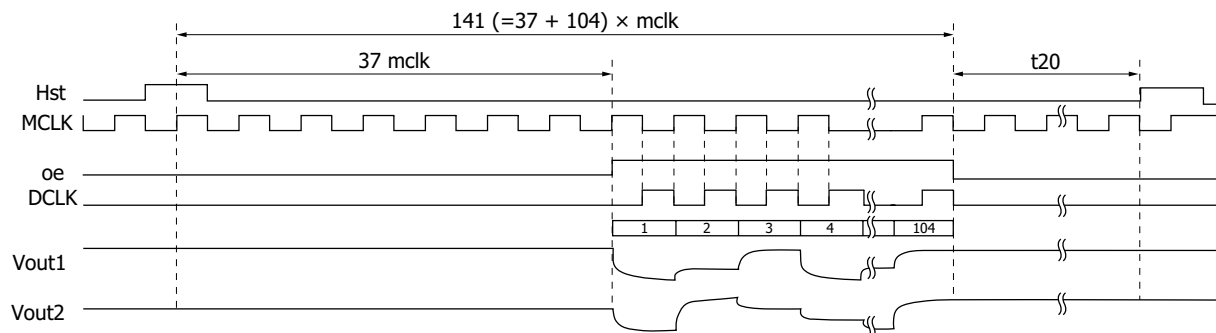 141 (=37 + 104) × mclk
37 mclk
t20
Hst
MCLK
oe
DCLK
1 2 3 4 104
Vout1
Vout2